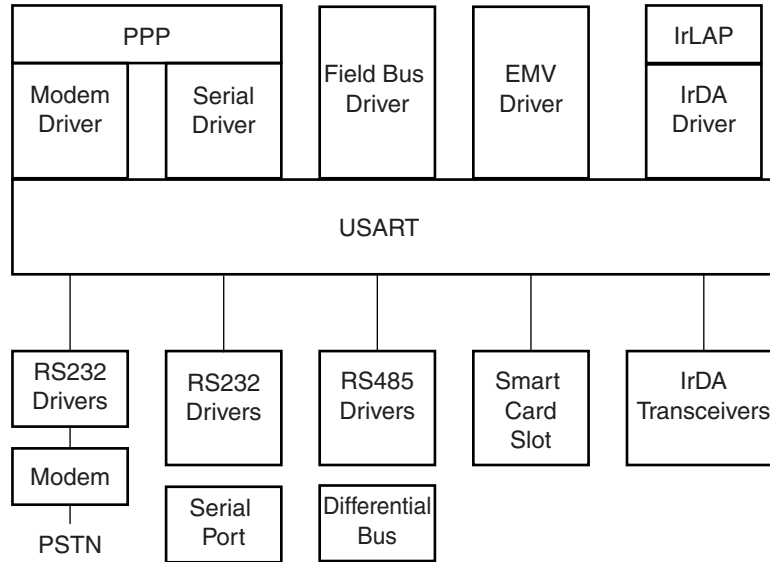 PPP
IrLAP
Modem
Driver
Serial
Driver
Field Bus
Driver
EMV
Driver
IrDA
Driver
USART
RS232
Drivers
RS232
Drivers
RS485
Drivers
Smart
Card
Slot
IrDA
Transceivers
Modem
Serial
Port
Differential
Bus
PSTN